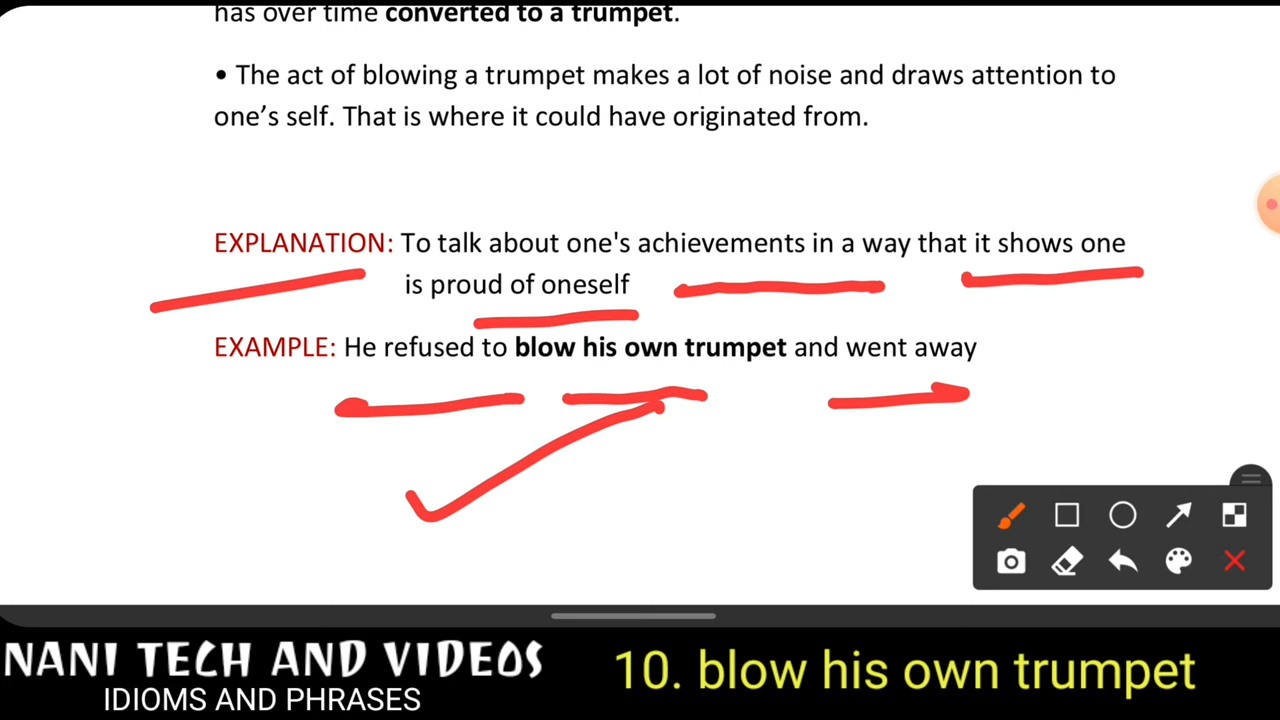 has over time converted to a trumpet.
• The act of blowing a trumpet makes a lot of noise and draws attention to
one’s self. That is where it could have originated from.
EXPLANATION: To talk about one's achievements in a way that it shows one
is proud of oneself
EXAMPLE: He refused to blow his own trumpet and went away
NANI TECH AND VIDEOS
IDIOMS AND PHRASES
10. blow his own trumpet